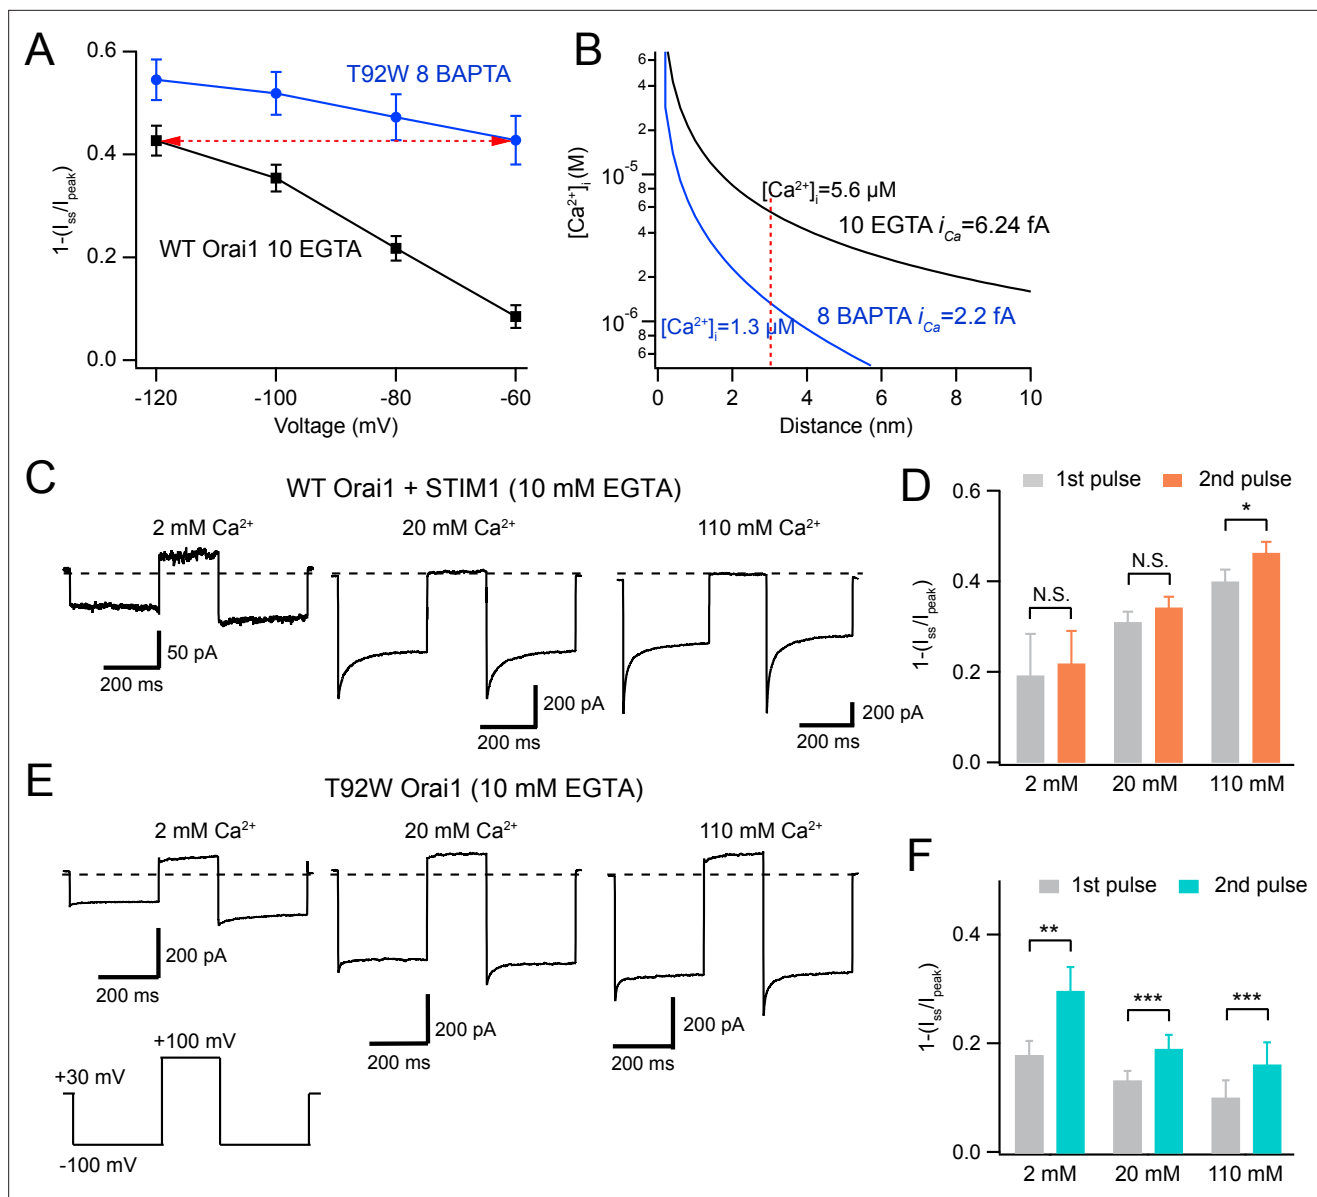 A
0.6
0.4
0.2
0.0
1-(I_ss/I_peak)
T92W 8 BAPTA
WT Orai1 10 EGTA
-120
-100
-80
-60
Voltage (mV)
B
[Ca²⁺]ᵢ (M)
6
4
2
10⁻⁵
8
6
4
2
10⁻⁶
8
6
[Ca²⁺]ᵢ=5.6 µM
10 EGTA i_Ca=6.24 fA
[Ca²⁺]ᵢ=1.3 µM
8 BAPTA i_Ca=2.2 fA
0
2
4
6
8
10
Distance (nm)
C
WT Orai1 + STIM1 (10 mM EGTA)
2 mM Ca²⁺
20 mM Ca²⁺
110 mM Ca²⁺
50 pA
200 ms
200 pA
200 ms
200 pA
200 ms
D
1st pulse
2nd pulse
0.6
0.4
0.2
0.0
1-(I_ss/I_peak)
N.S.
N.S.
*
2 mM
20 mM
110 mM
E
T92W Orai1 (10 mM EGTA)
2 mM Ca²⁺
20 mM Ca²⁺
110 mM Ca²⁺
200 pA
200 ms
200 pA
200 ms
200 pA
200 ms
+100 mV
+30 mV
-100 mV
F
1st pulse
2nd pulse
0.4
0.2
0.0
1-(I_ss/I_peak)
**
***
***
2 mM
20 mM
110 mM